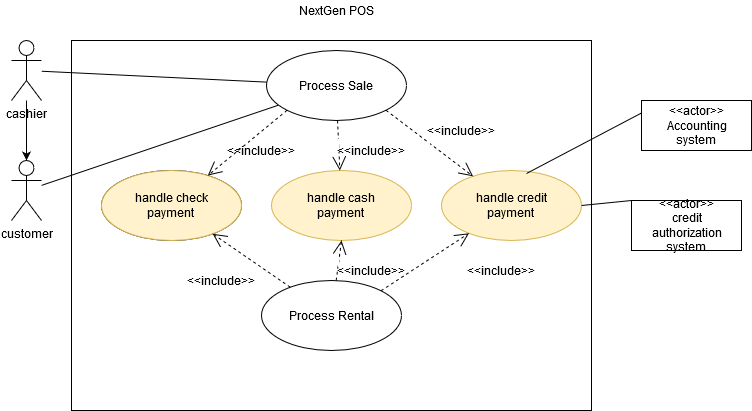 NextGen POS
Process Sale
cashier
<<actor>>
Accounting
system
<<include>>
<<include>>
<<include>>
handle check
payment
handle cash
payment
handle credit
payment
<<actor>>
credit
authorization
system
customer
<<include>>
<<include>>
<<include>>
Process Rental